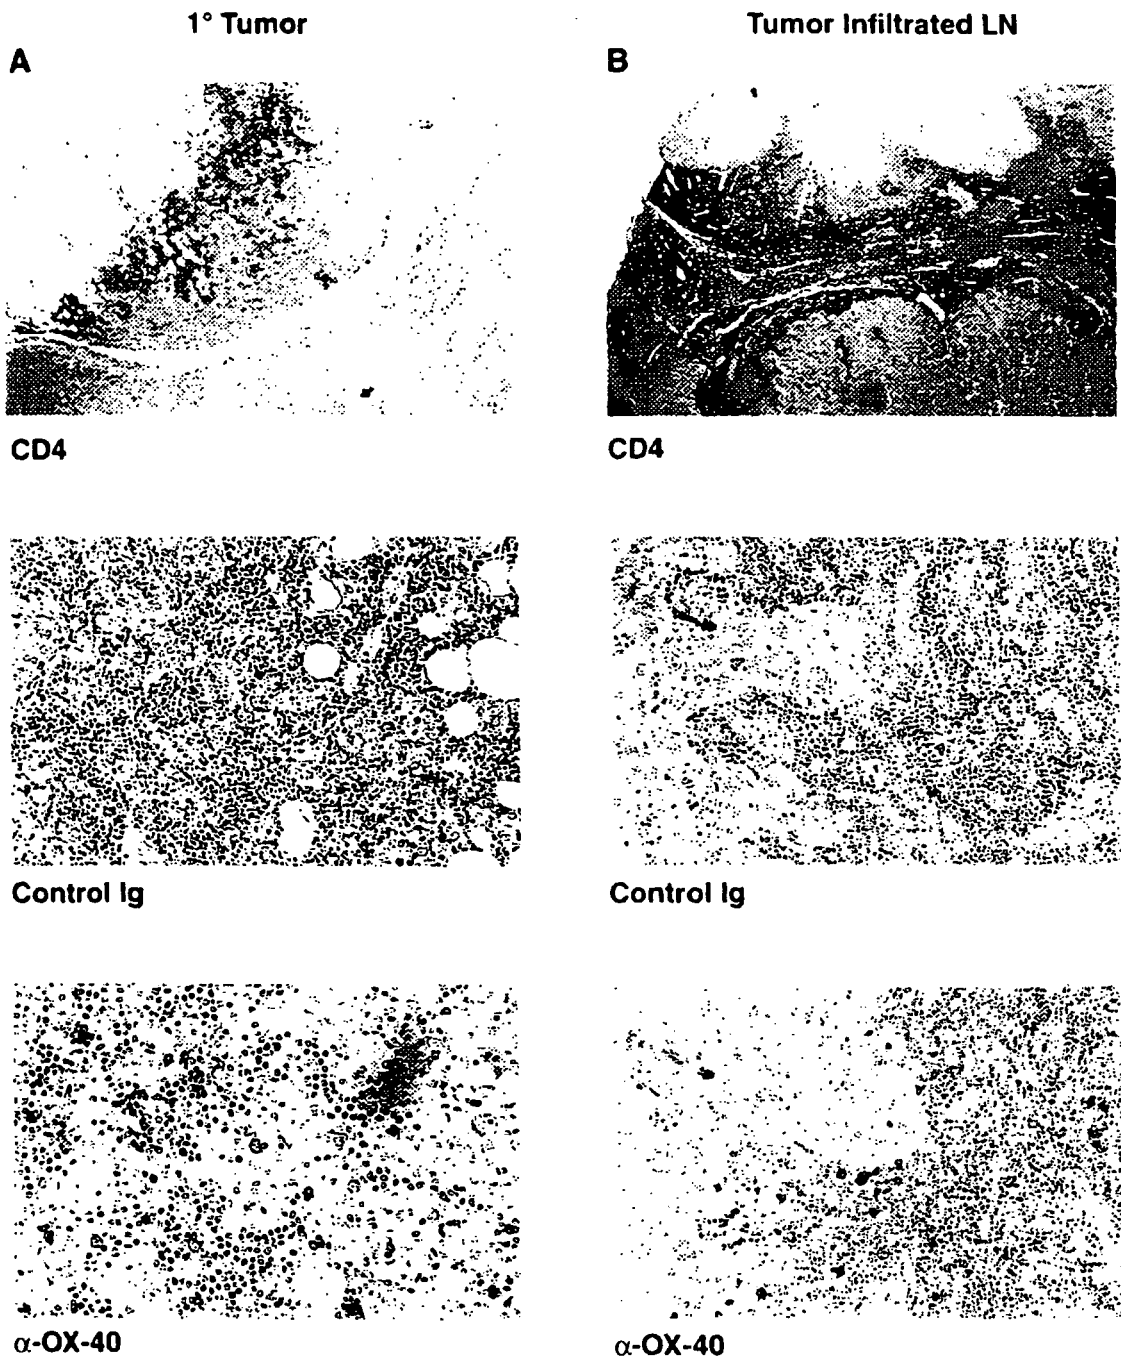 1° Tumor
Tumor Infiltrated LN
A
B
CD4
CD4
Control Ig
Control Ig
α-OX-40
α-OX-40